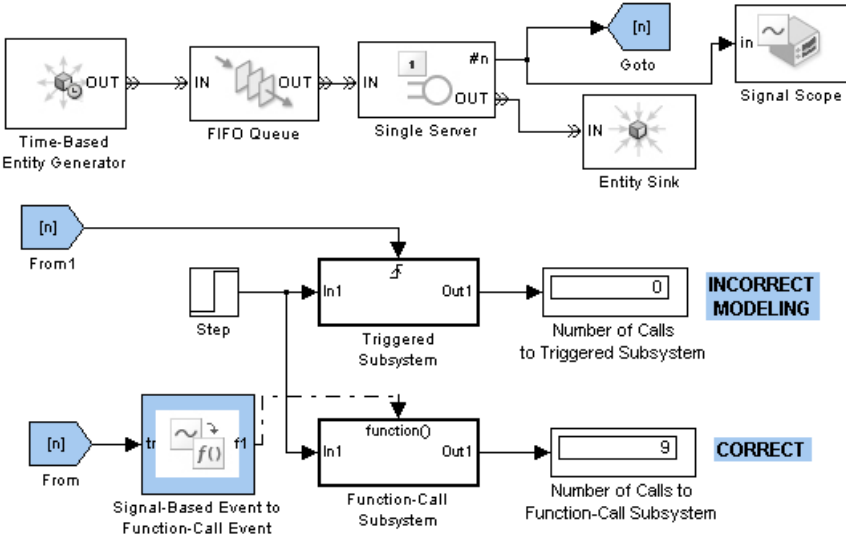 [n]
Goto
in
Signal Scope
OUT
Time-Based
Entity Generator
IN
OUT
FIFO Queue
IN
1
#n
OUT
Single Server
IN
Entity Sink
[n]
From1
Step
In1
Out1
Triggered
Subsystem
0
Number of Calls
to Triggered Subsystem
INCORRECT
MODELING
[n]
From
tr
f()
f1
Signal-Based Event to
Function-Call Event
function()
In1
Out1
Function-Call
Subsystem
9
Number of Calls to
Function-Call Subsystem
CORRECT